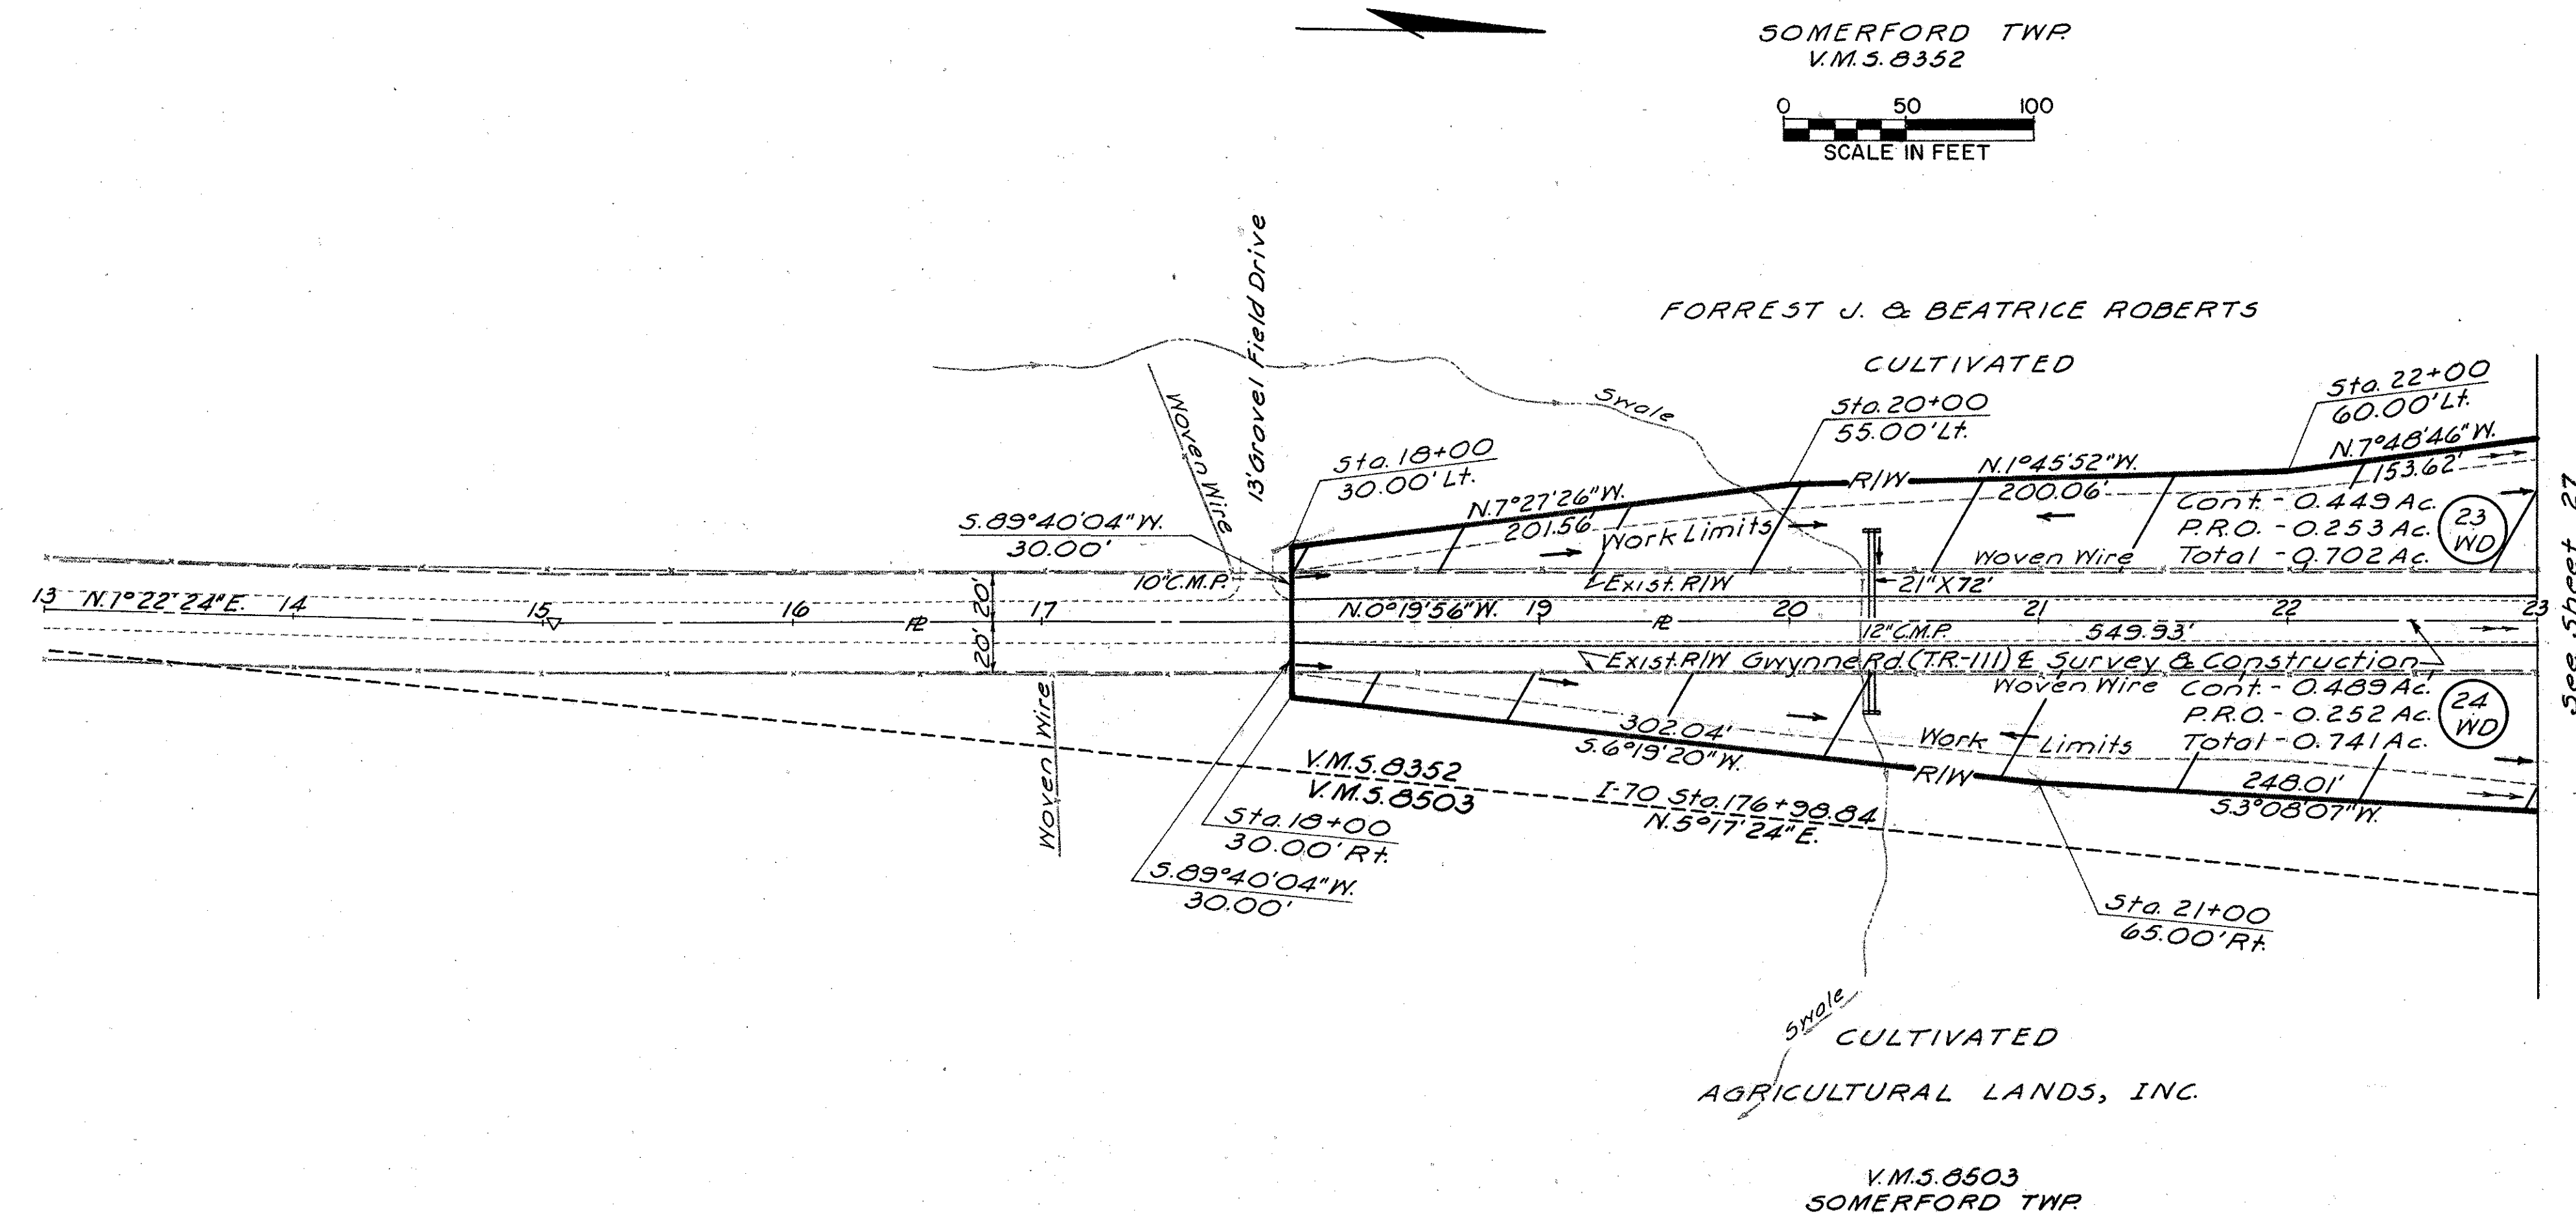 SOMERFORD TWP.
V.M.S. 8352
0 50 100
SCALE IN FEET
13' Gravel Field Drive
FORREST J. & BEATRICE ROBERTS
CULTIVATED
Sta. 22+00
60.00' Lt.
Sta. 20+00
55.00' Lt.
Swale
Woven Wire
Sta. 18+00
30.00' Lt.
S.89°40'04"W.
30.00'
N.7°27'26"W.
201.56'
R/W
N.1°45'52"W.
200.06'
N.7°48'46"W.
153.62'
Work Limits
Cont. - 0.449 Ac.
P.R.O. - 0.253 Ac.
Total - 0.702 Ac.
23
WD
See Sheet 27
Woven Wire
10" C.M.P.
Exist. R/W
21" X 72'
13 N.1°22'24"E. 14 15 16 17 N.0°19'56"W. 19 20 21 22 23
20' 20'
PL
PL
12" C.M.P.
549.93'
Exist. R/W Gwynne Rd. (T.R.-111) ℄ Survey & Construction
Woven Wire
Cont. - 0.489 Ac.
P.R.O. - 0.252 Ac.
Total - 0.741 Ac.
24
WD
Woven Wire
302.04'
S.6°19'20"W.
Work Limits
R/W
248.01'
S.3°08'07"W.
V.M.S. 8352
V.M.S. 8503
I-70 Sta. 176+98.84
N.5°17'24"E.
Sta. 18+00
30.00' Rt.
S.89°40'04"W.
30.00'
Sta. 21+00
65.00' Rt.
Swale
CULTIVATED
AGRICULTURAL LANDS, INC.
V.M.S. 8503
SOMERFORD TWP.